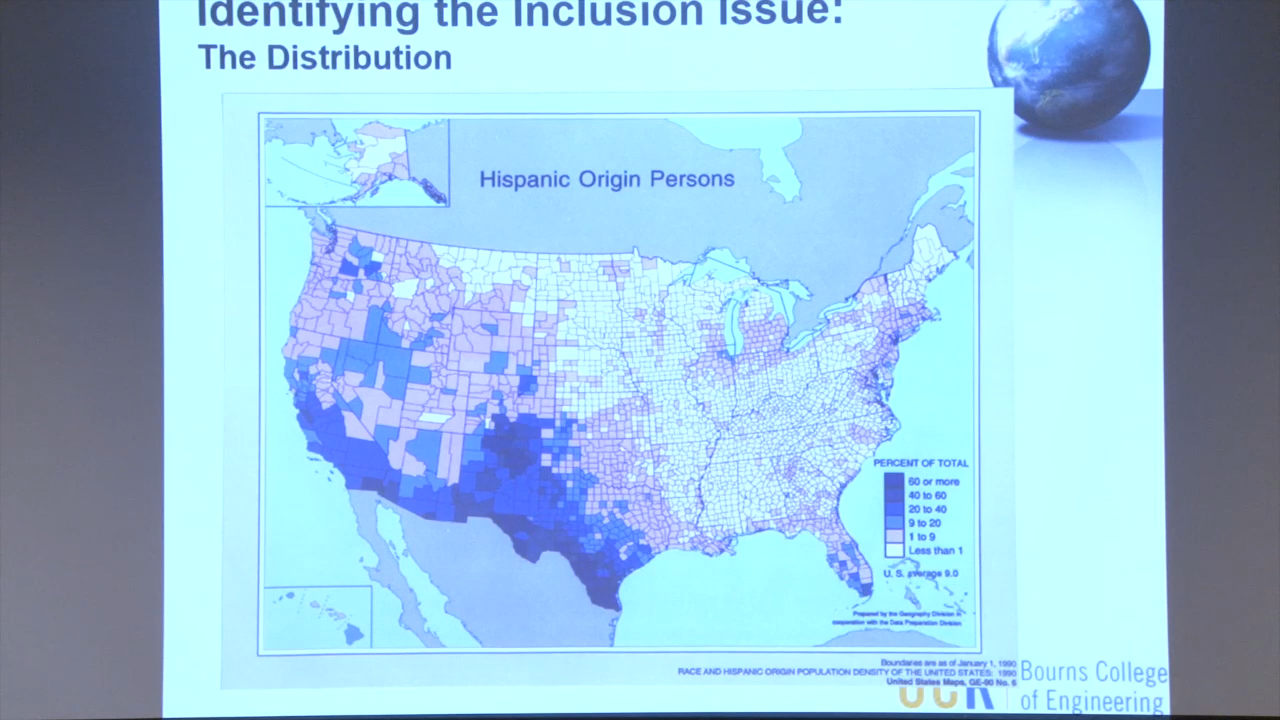 Identifying the Inclusion Issue:
The Distribution
Hispanic Origin Persons
PERCENT OF TOTAL
60 or more
40 to 60
20 to 40
9 to 20
1 to 9
Less than 1
U. S. average 9.0
Prepared by the Geography Division in
cooperation with the Data Preparation Division
Boundaries are as of January 1, 1990
RACE AND HISPANIC ORIGIN POPULATION DENSITY OF THE UNITED STATES: 1990
United States Maps, GE-90 No. 6
UCR
Bourns College
of Engineering